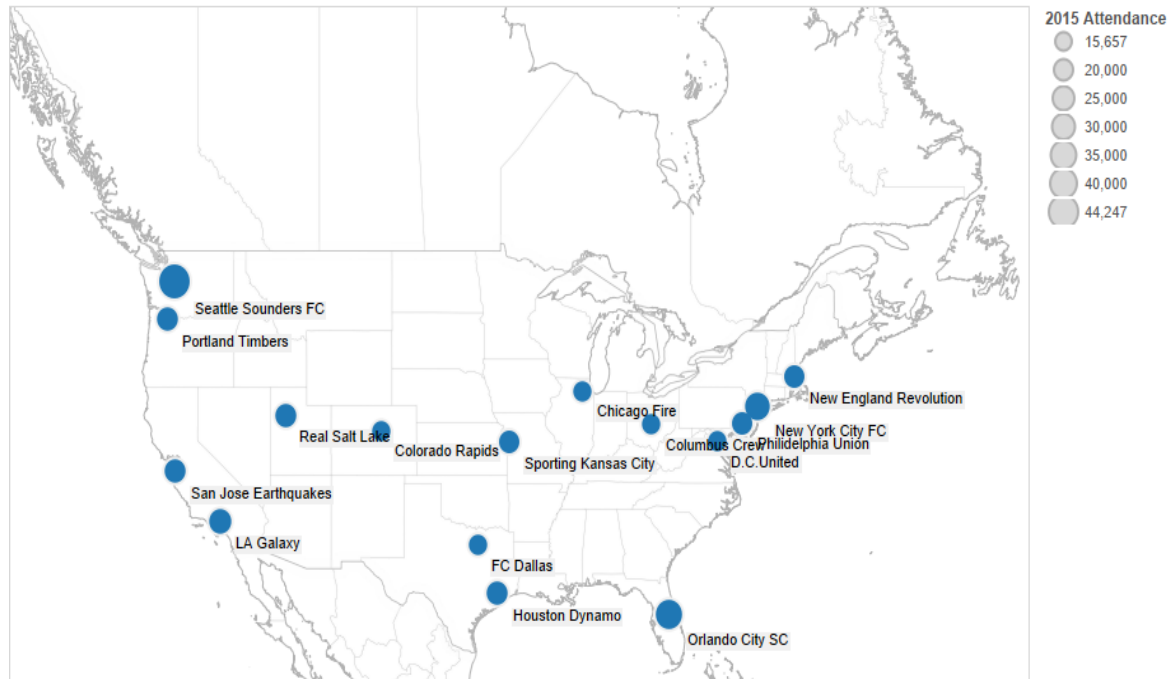 2015 Attendance
15,657
20,000
25,000
30,000
35,000
40,000
44,247
Seattle Sounders FC
Portland Timbers
New England Revolution
Chicago Fire
New York City FC
Real Salt Lake
Colorado Rapids
Columbus Crew
Philidelphia Union
Sporting Kansas City
D.C.United
San Jose Earthquakes
LA Galaxy
FC Dallas
Houston Dynamo
Orlando City SC